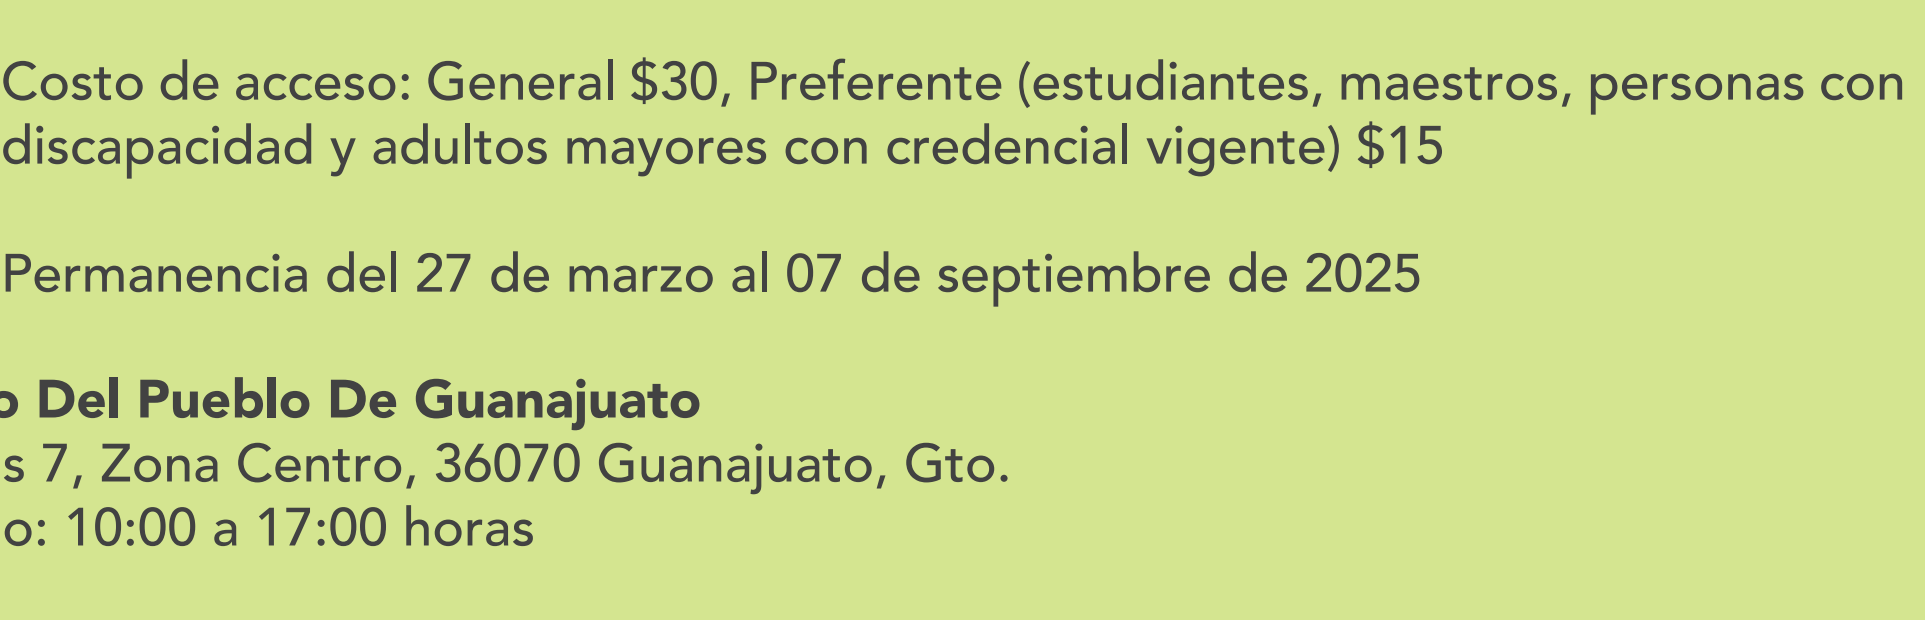 Costo de acceso: General $30, Preferente (estudiantes, maestros, personas con
discapacidad y adultos mayores con credencial vigente) $15
Permanencia del 27 de marzo al 07 de septiembre de 2025
o Del Pueblo De Guanajuato
s 7, Zona Centro, 36070 Guanajuato, Gto.
o: 10:00 a 17:00 horas